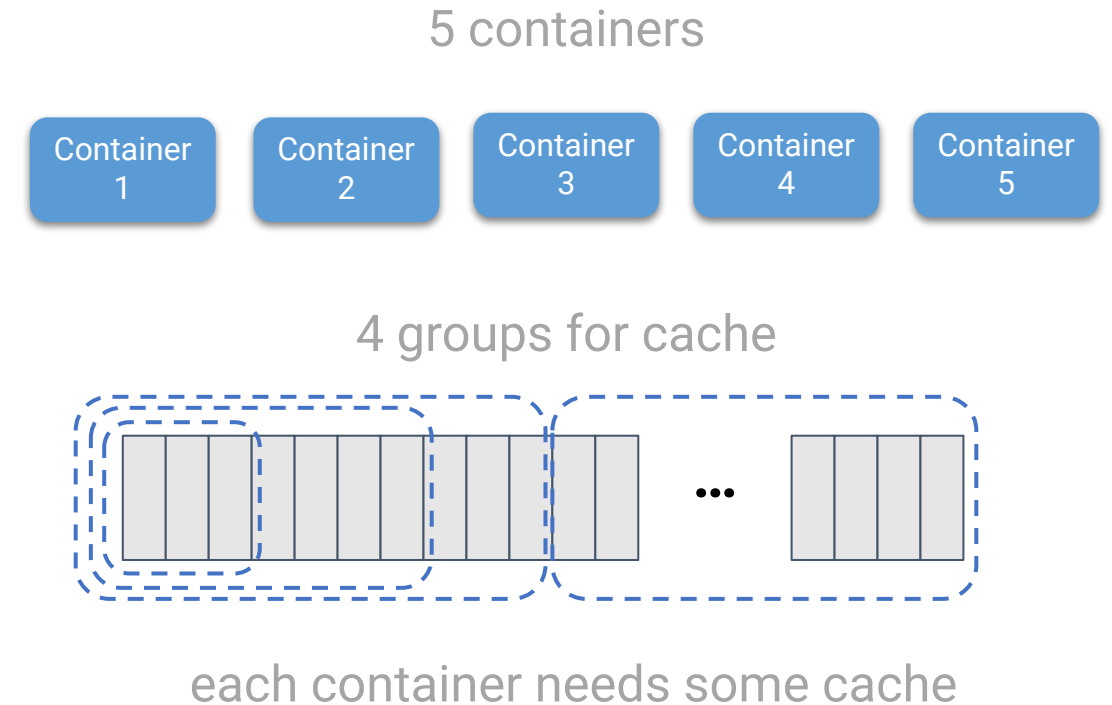 5 containers
Container
1
Container
2
Container
3
Container
4
Container
5
4 groups for cache
...
each container needs some cache